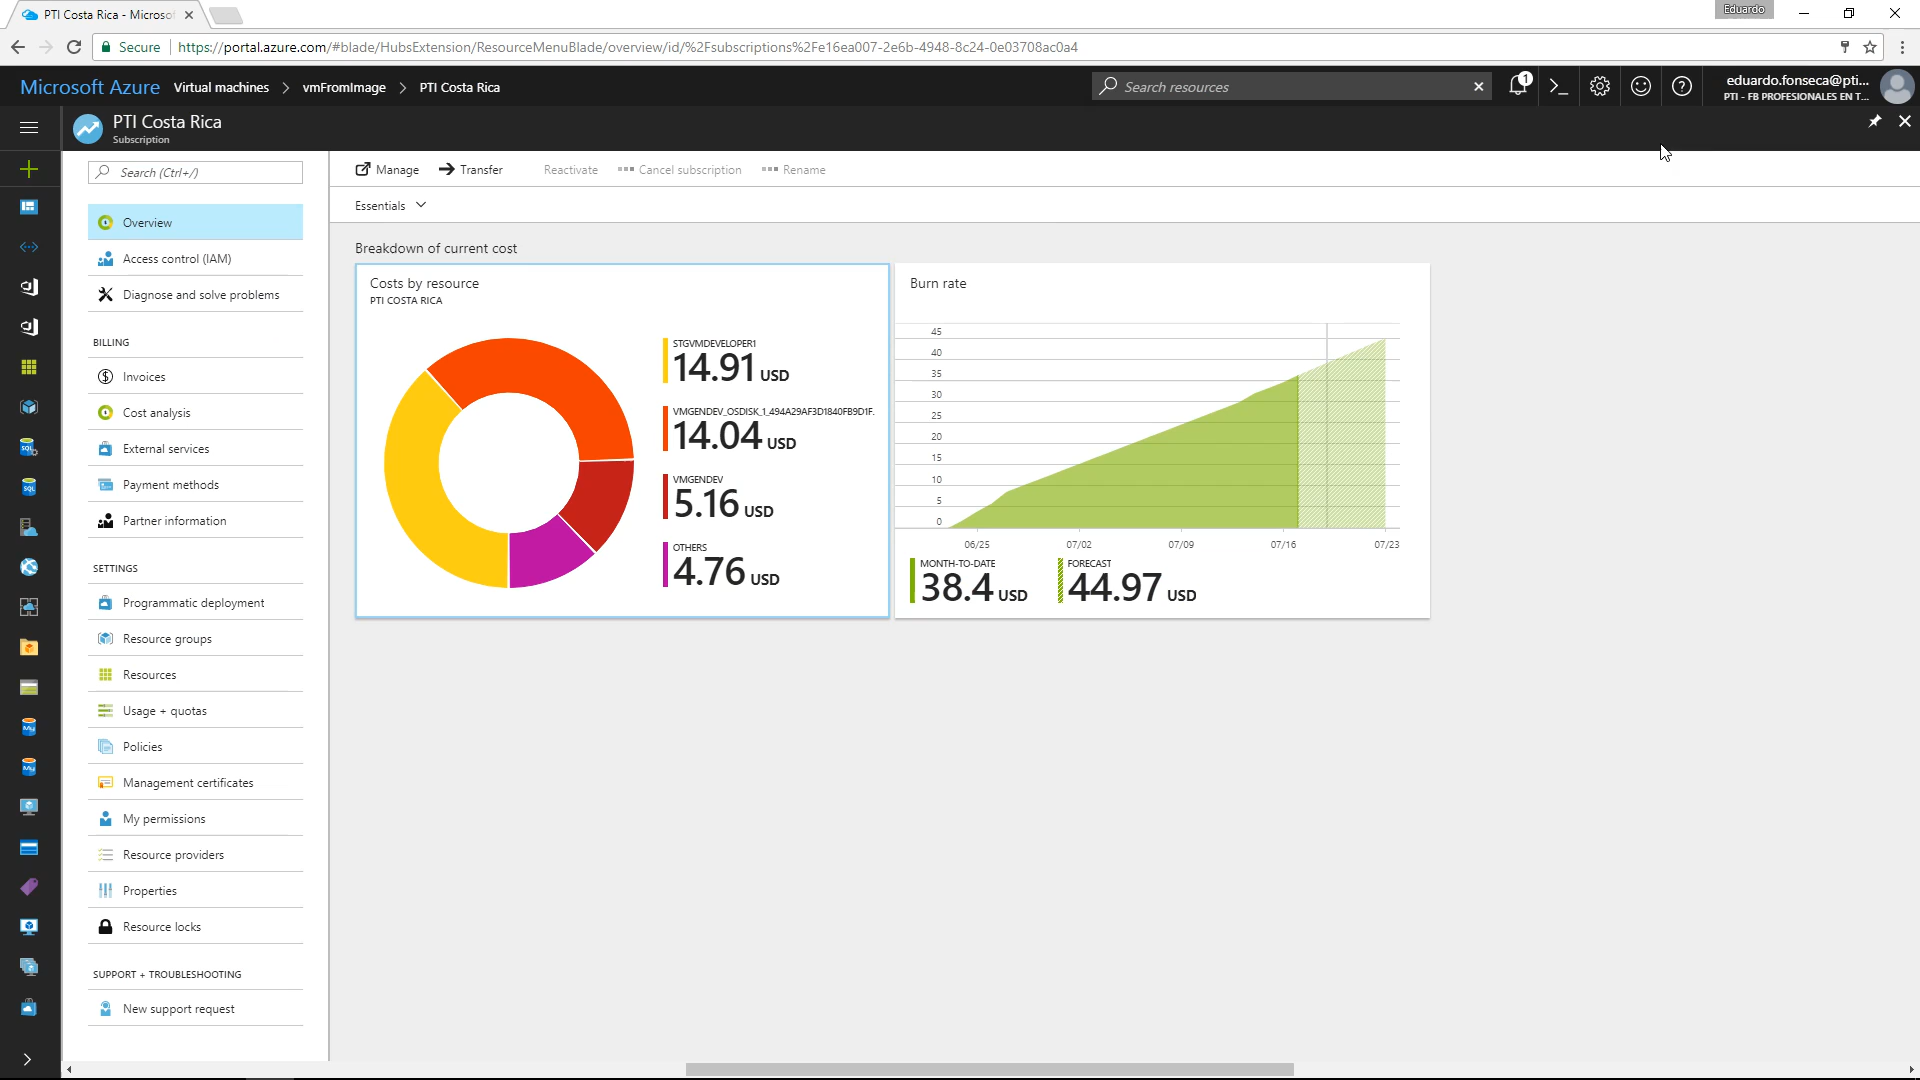 PTI Costa Rica - Microsof
Eduardo
Secure
https://portal.azure.com/#blade/HubsExtension/ResourceMenuBlade/overview/id/%2Fsubscriptions%2Fe16ea007-2e6b-4948-8c24-0e03708ac0a4
Microsoft Azure Virtual machines > vmFromImage > PTI Costa Rica
Search resources
1
eduardo.fonseca@pti...
PTI - FB PROFESIONALES EN T...
PTI Costa Rica
Subscription
Search (Ctrl+/)
Overview
Access control (IAM)
Diagnose and solve problems
BILLING
Invoices
Cost analysis
External services
Payment methods
Partner information
SETTINGS
Programmatic deployment
Resource groups
Resources
Usage + quotas
Policies
Management certificates
My permissions
Resource providers
Properties
Resource locks
SUPPORT + TROUBLESHOOTING
New support request
Manage
Transfer
Reactivate
Cancel subscription
Rename
Essentials
Breakdown of current cost
Costs by resource
PTI COSTA RICA
STGVMDEVELOPER1
14.91 USD
VMGENDEV_OSDISK_1_494A29AF3D1840FB9D1F.
14.04 USD
VMGENDEV
5.16 USD
OTHERS
4.76 USD
Burn rate
45
40
35
30
25
20
15
10
5
0
06/25
07/02
07/09
07/16
07/23
MONTH-TO-DATE
38.4 USD
FORECAST
44.97 USD